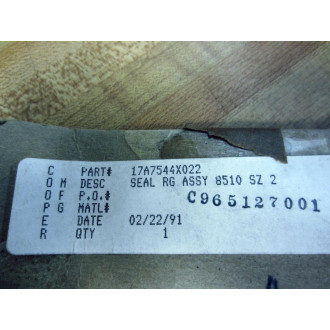 C PART# 17A7544X022
O M DESC SEAL RG ASSY 8510 SZ 2
O F P.O.# C965127001
P G MATL#
E DATE 02/22/91
R QTY 1